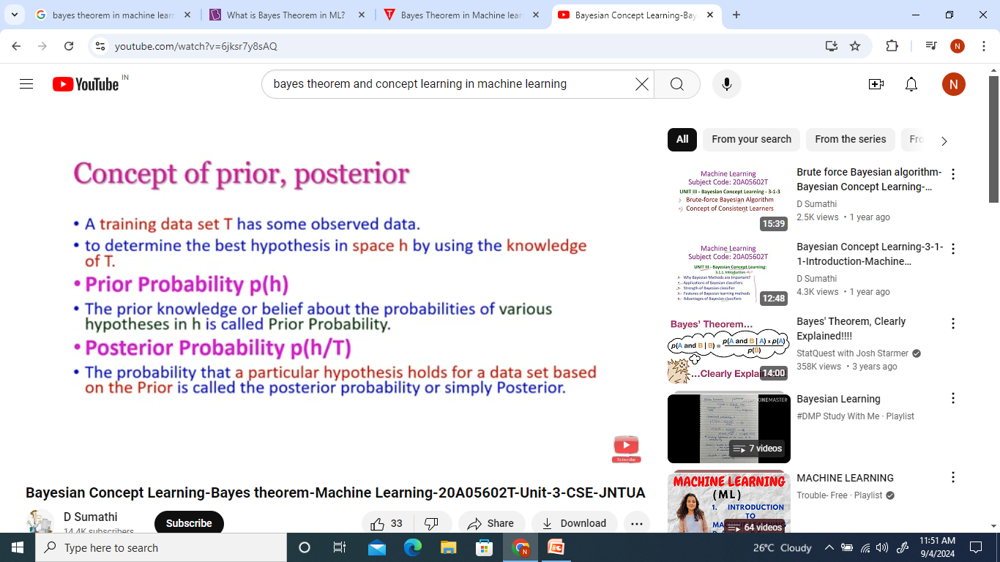 bayes theorem in machine learn
What is Bayes Theorem in ML?
Bayes Theorem in Machine lear
Bayesian Concept Learning-Bay
youtube.com/watch?v=6jksr7y8sAQ
N
YouTube IN
bayes theorem and concept learning in machine learning
N
Concept of prior, posterior
• A training data set T has some observed data.
• to determine the best hypothesis in space h by using the knowledge
of T.
• Prior Probability p(h)
• The prior knowledge or belief about the probabilities of various
hypotheses in h is called Prior Probability.
• Posterior Probability p(h/T)
• The probability that a particular hypothesis holds for a data set based
on the Prior is called the posterior probability or simply Posterior.
Subscribe
Bayesian Concept Learning-Bayes theorem-Machine Learning-20A05602T-Unit-3-CSE-JNTUA
D Sumathi
14.4K subscribers
Subscribe
33
Share
Download
All
From your search
From the series
Fro
Machine Learning
Subject Code: 20A05602T
UNIT III - Bayesian Concept Learning - 3-1-3
Brute-force Bayesian Algorithm
Concept of Consistent Learners
15:39
Brute force Bayesian algorithm-
Bayesian Concept Learning-...
D Sumathi
2.5K views • 1 year ago
Machine Learning
Subject Code: 20A05602T
UNIT III - Bayesian Concept Learning:
3.1.1. Introduction
Why Bayesian Methods are Important?
Applications of Bayesian classifiers
Strength of Bayesian classifier
Features of Bayesian learning methods
Advantages of Bayesian classifiers
12:48
Bayesian Concept Learning-3-1-
1-Introduction-Machine...
D Sumathi
4.3K views • 1 year ago
Bayes' Theorem...
p(A and B | B) = p(A and B | A) x p(A)
p(B)
...Clearly Explai
14:00
Bayes' Theorem, Clearly
Explained!!!!
StatQuest with Josh Starmer
358K views • 3 years ago
KINEMASTER
7 videos
Bayesian Learning
#DMP Study With Me · Playlist
MACHINE LEARNING
(ML)
1. INTRODUCTION
TO
64 videos
MACHINE LEARNING
Trouble- Free · Playlist
Type here to search
N
26°C Cloudy
11:51 AM
9/4/2024